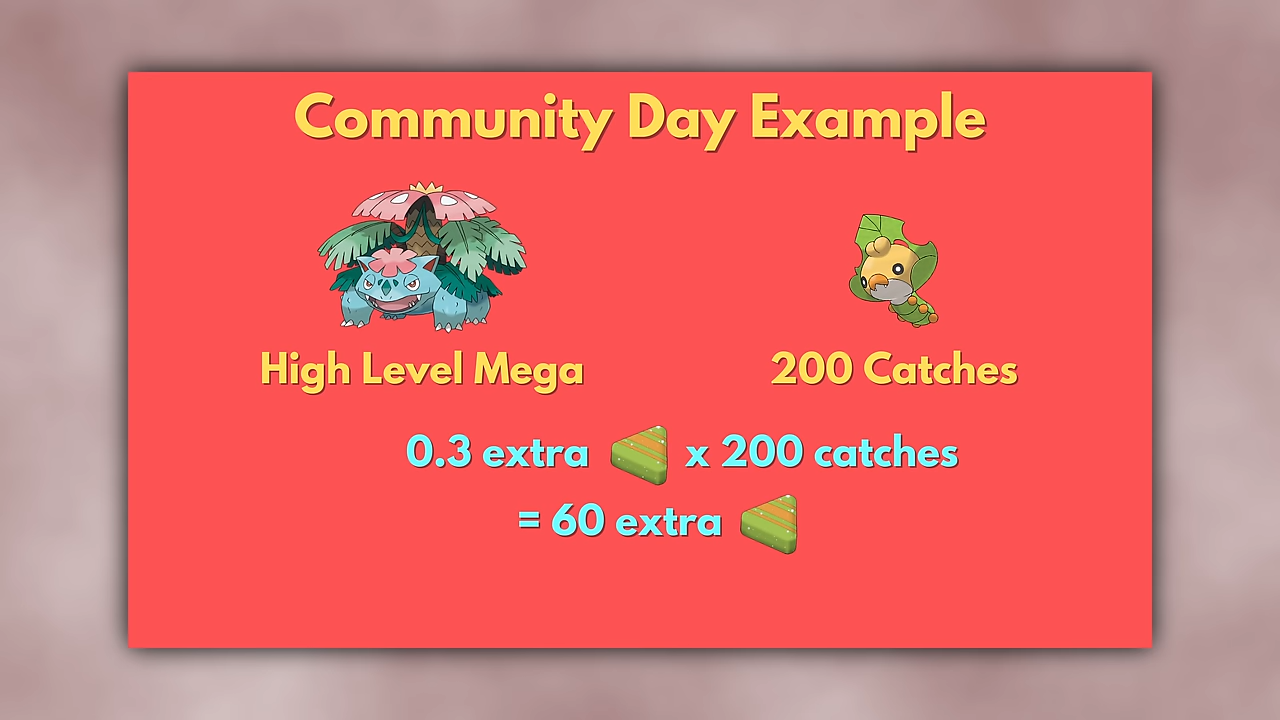 Community Day Example
High Level Mega
200 Catches
0.3 extra x 200 catches
= 60 extra